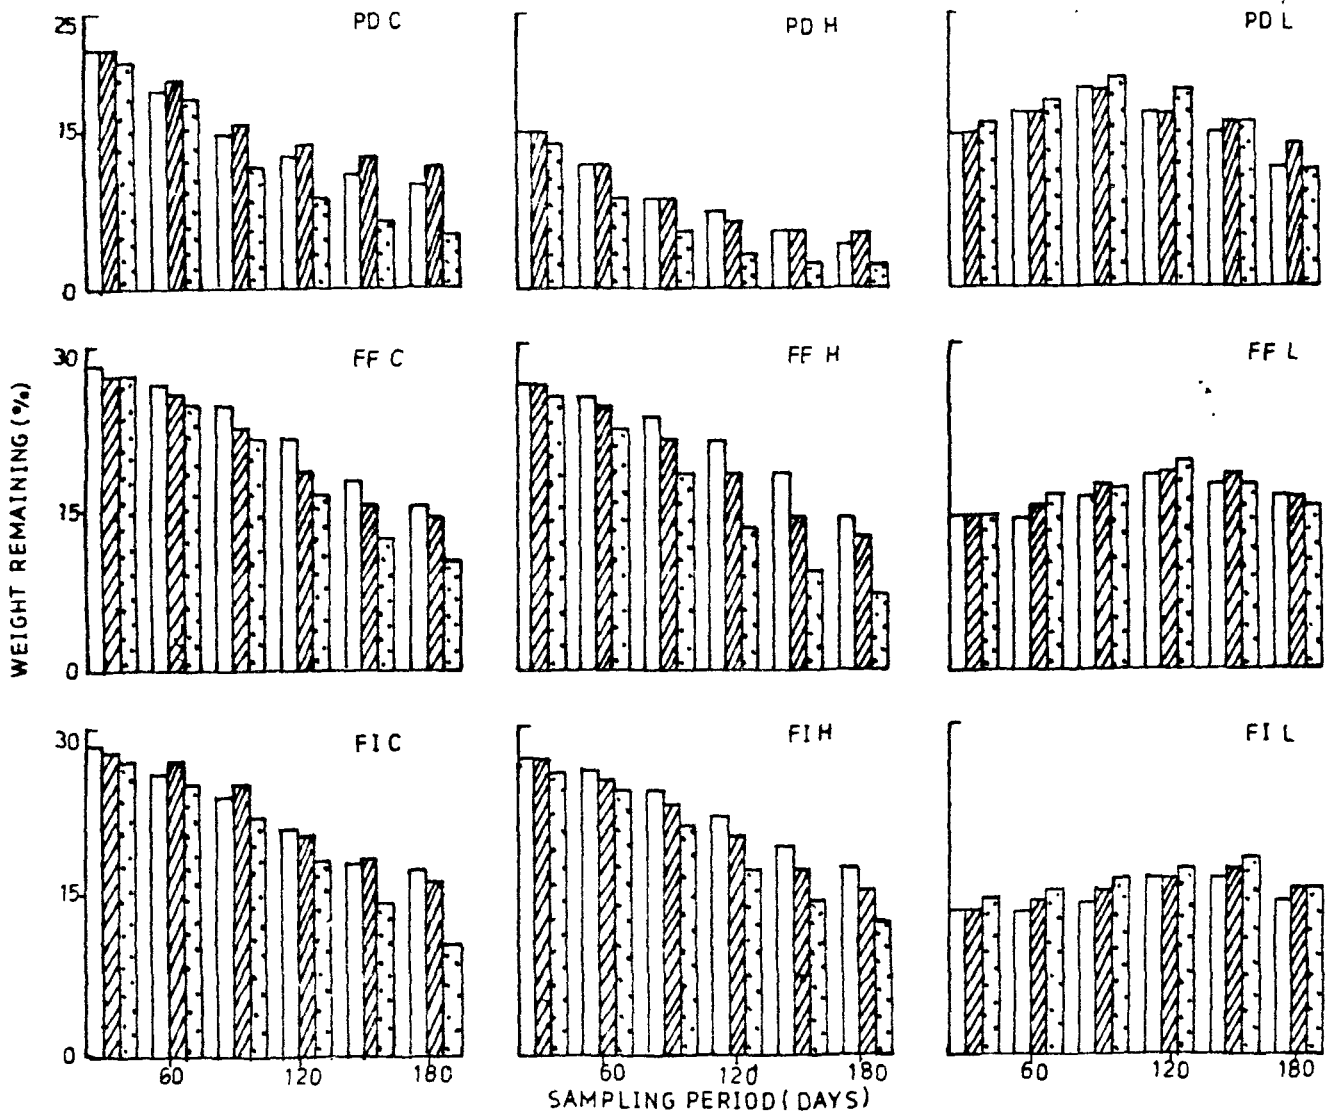 25
PD C
PD H
PD L
15
0
30
FF C
FF H
FF L
WEIGHT REMAINING (%)
15
0
30
FI C
FI H
FI L
15
0
60 120 180
60 120 180
60 120 180
SAMPLING PERIOD (DAYS)